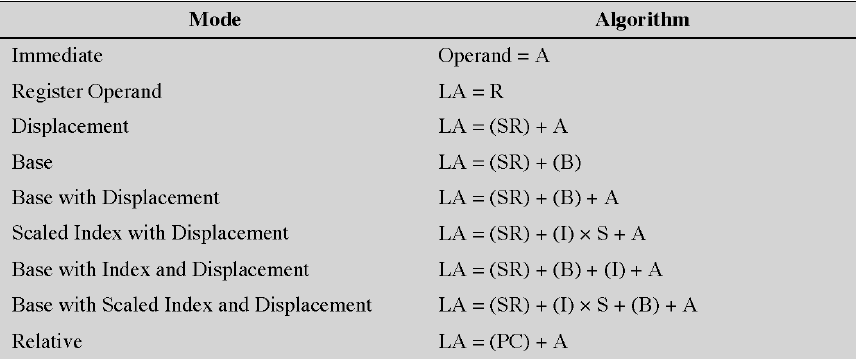 Mode Algorithm
Immediate Operand = A
Register Operand LA = R
Displacement LA = (SR) + A
Base LA = (SR) + (B)
Base with Displacement LA = (SR) + (B) + A
Scaled Index with Displacement LA = (SR) + (I) × S + A
Base with Index and Displacement LA = (SR) + (B) + (I) + A
Base with Scaled Index and Displacement LA = (SR) + (I) × S + (B) + A
Relative LA = (PC) + A